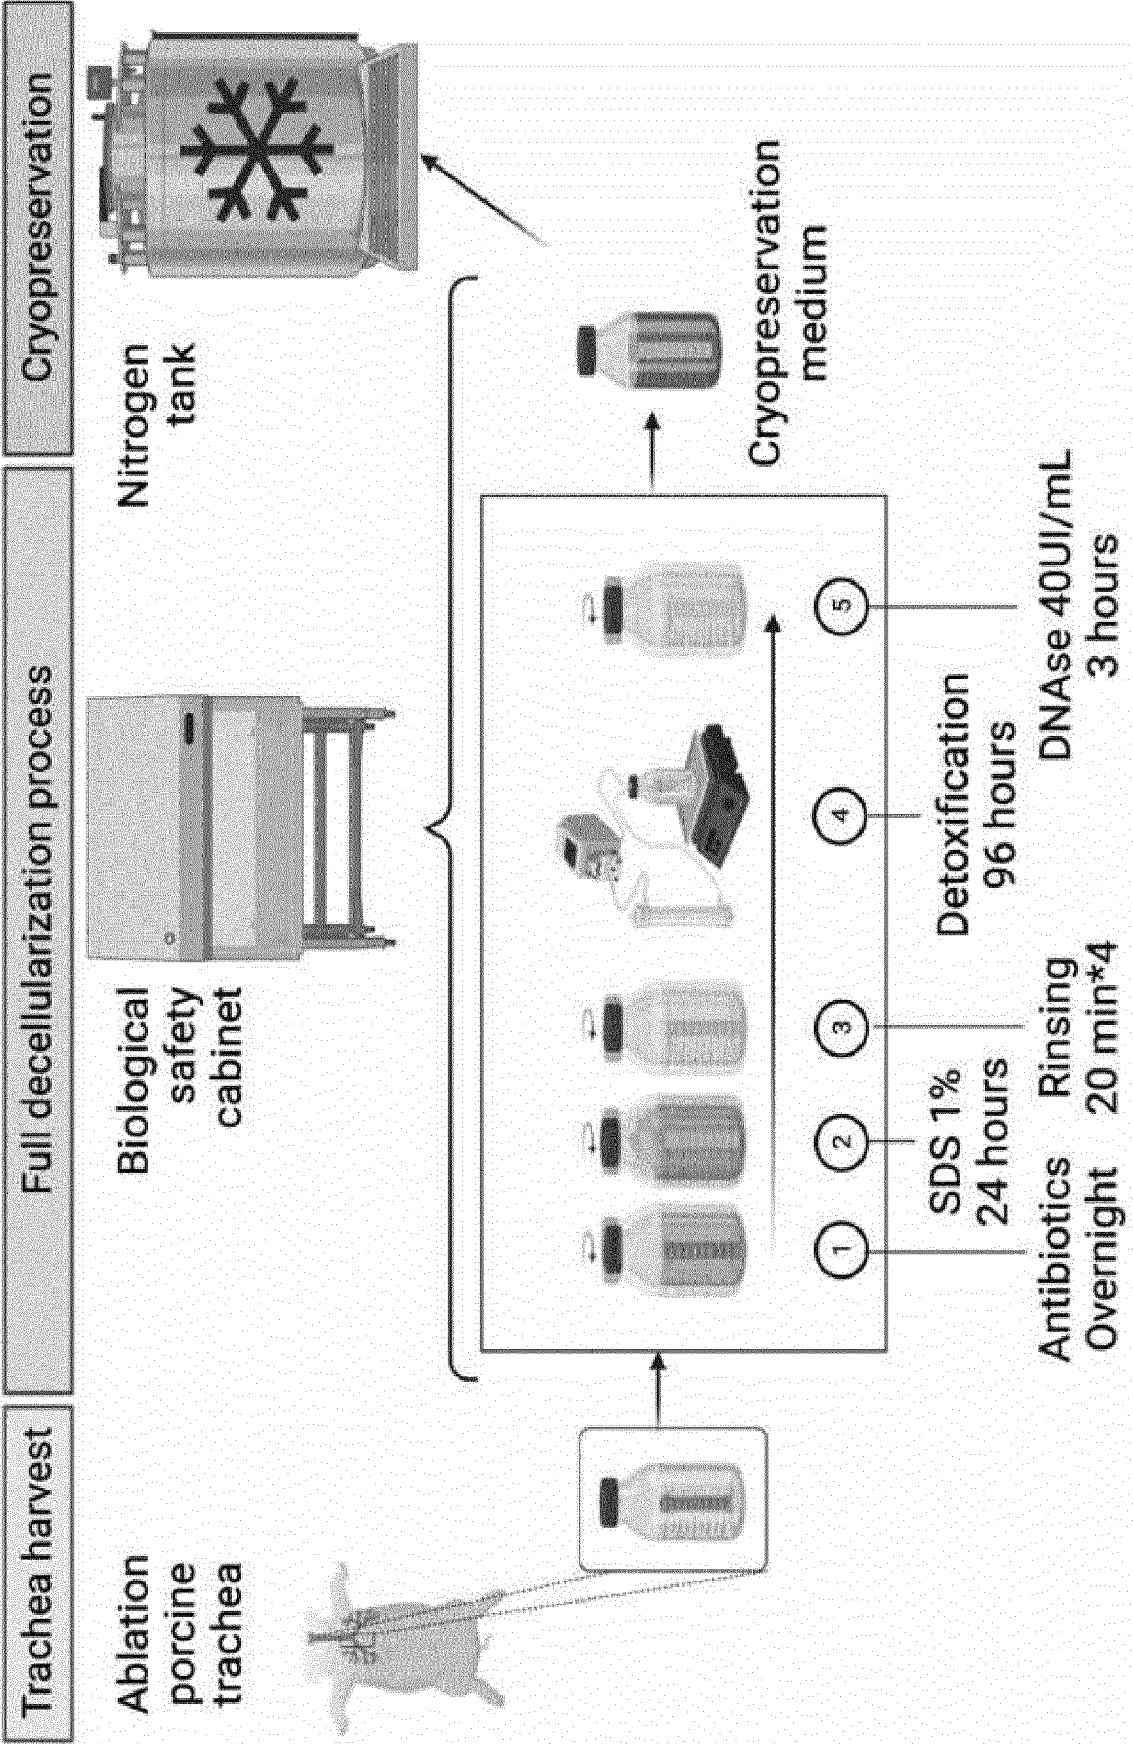 Trachea harvest
Full decellularization process
Cryopreservation
Ablation
porcine
trachea
Biological
safety
cabinet
Nitrogen
tank
1
2
3
4
5
Antibiotics
Overnight
SDS 1%
24 hours
Rinsing
20 min*4
Detoxification
96 hours
DNAse 40UI/mL
3 hours
Cryopreservation
medium